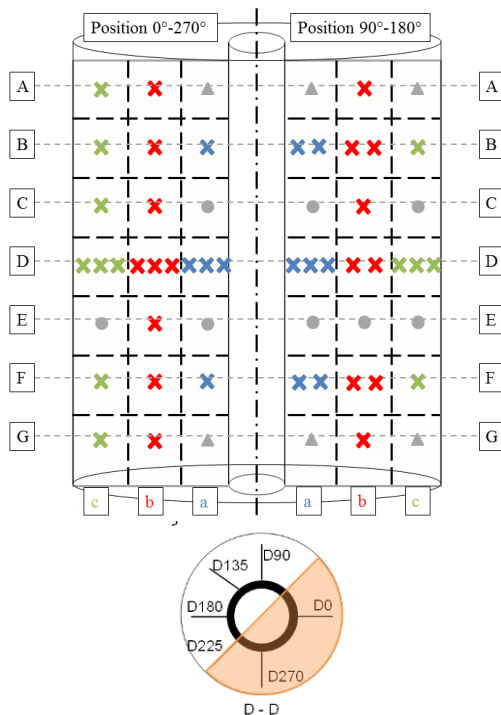 Position 0°-270° Position 90°-180°
A A
B B
C C
D D
E E
F F
G G
c b a a b c
D90
D135
D180 D0
D225
D270
D - D